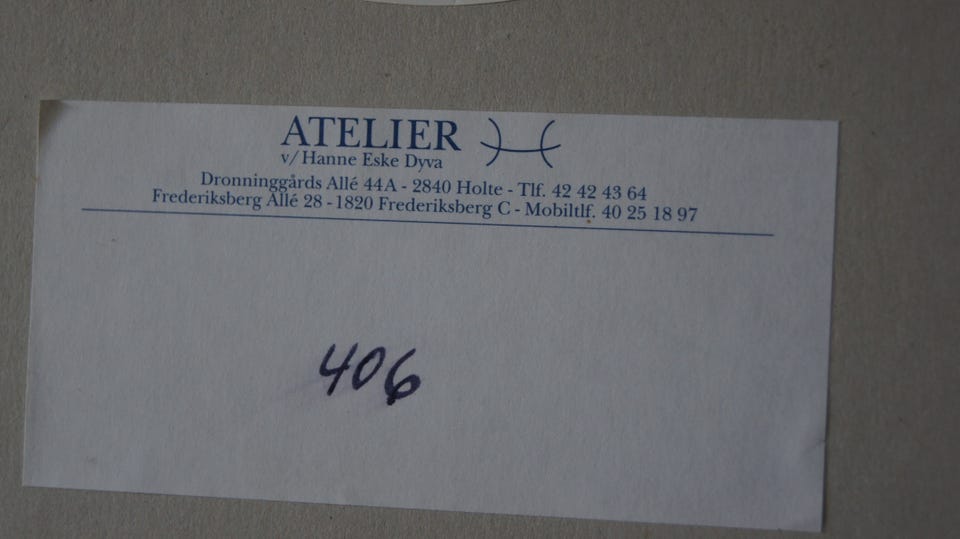 ATELIER
v/ Hanne Eske Dyva
Dronninggårds Allé 44A - 2840 Holte - Tlf. 42 42 43 64
Frederiksberg Allé 28 - 1820 Frederiksberg C - Mobiltlf. 40 25 18 97
406